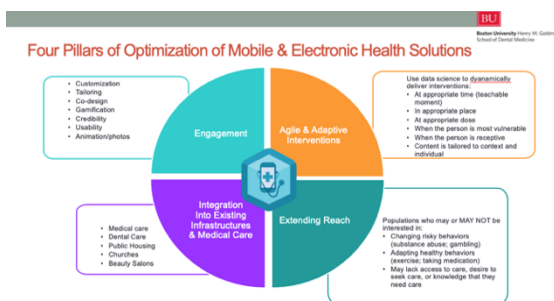 BU
Boston University Henry M. Goldman
School of Dental Medicine
Four Pillars of Optimization of Mobile & Electronic Health Solutions
• Customization
• Tailoring
• Co-design
• Gamification
• Credibility
• Usability
• Animation/photos
Engagement
Agile & Adaptive
Interventions
Use data science to dyanamically
deliver interventions:
• At appropriate time (teachable
moment)
• In appropriate place
• At appropriate dose
• When the person is most vulnerable
• When the person is receptive
• Content is tailored to context and
individual
• Medical care
• Dental Care
• Public Housing
• Churches
• Beauty Salons
Integration
Into Existing
Infrastructures
& Medical Care
Extending Reach
Populations who may or MAY NOT be
interested in:
• Changing risky behaviors
(substance abuse; gambling)
• Adapting healthy behaviors
(exercise; taking medication)
• May lack access to care, desire to
seek care, or knowledge that they
need care